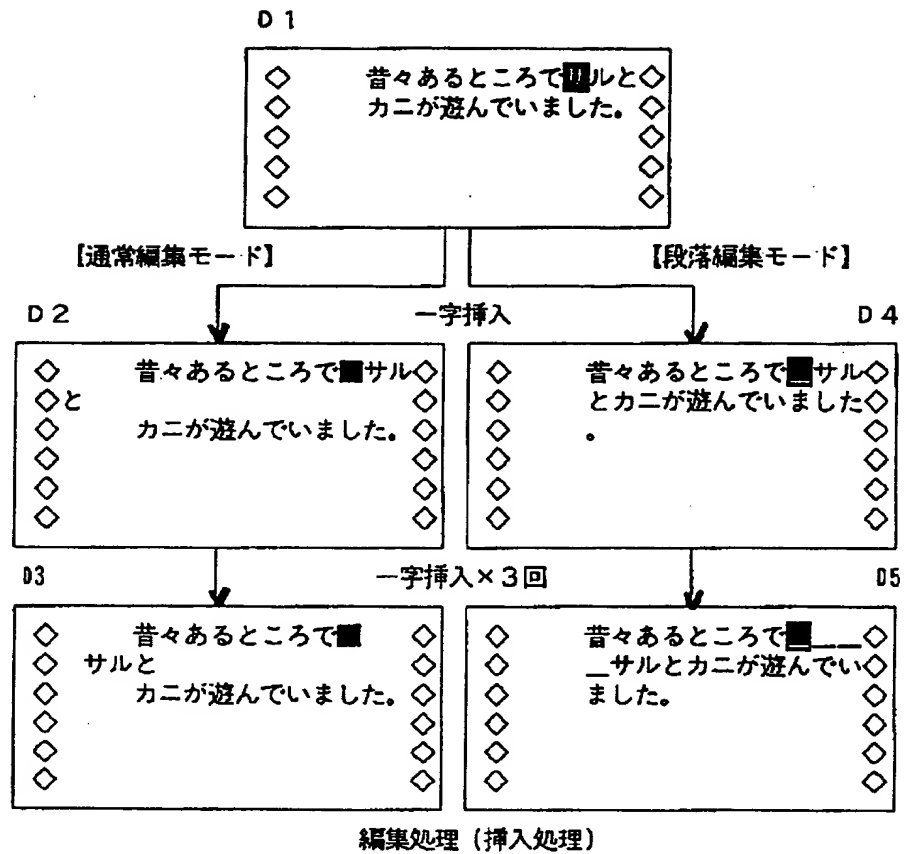 D 1
昔々あるところでサルと
カニが遊んでいました。
【通常編集モード】
【段落編集モード】
一字挿入
D 2
昔々あるところで サル
と
カニが遊んでいました。
D 4
昔々あるところで サル
とカニが遊んでいました
。
一字挿入×3回
D3
昔々あるところで
サルと
カニが遊んでいました。
D5
昔々あるところで ___
_サルとカニが遊んでい
ました。
編集処理（挿入処理）